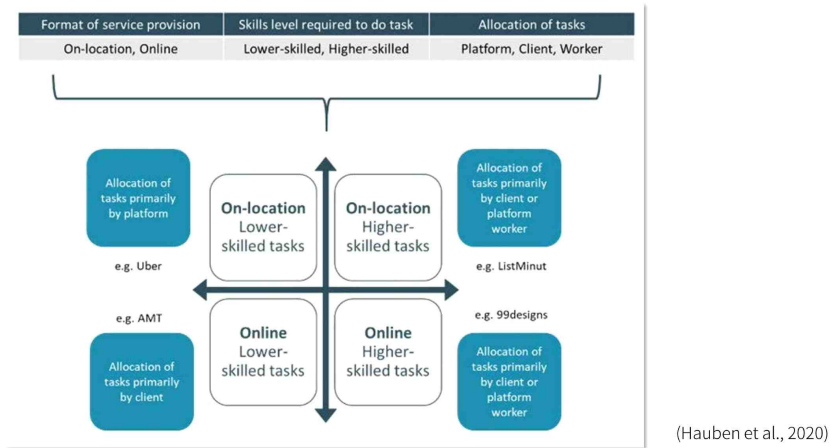 Format of service provision
Skills level required to do task
Allocation of tasks
On-location, Online
Lower-skilled, Higher-skilled
Platform, Client, Worker
Allocation of
tasks primarily
by platform
e.g. Uber
On-location
Lower-
skilled tasks
On-location
Higher-
skilled tasks
Allocation of
tasks primarily
by client or
platform
worker
e.g. ListMinut
e.g. AMT
Allocation of
tasks primarily
by client
Online
Lower-
skilled tasks
Online
Higher-
skilled tasks
e.g. 99designs
Allocation of
tasks primarily
by client or
platform
worker
(Hauben et al., 2020)